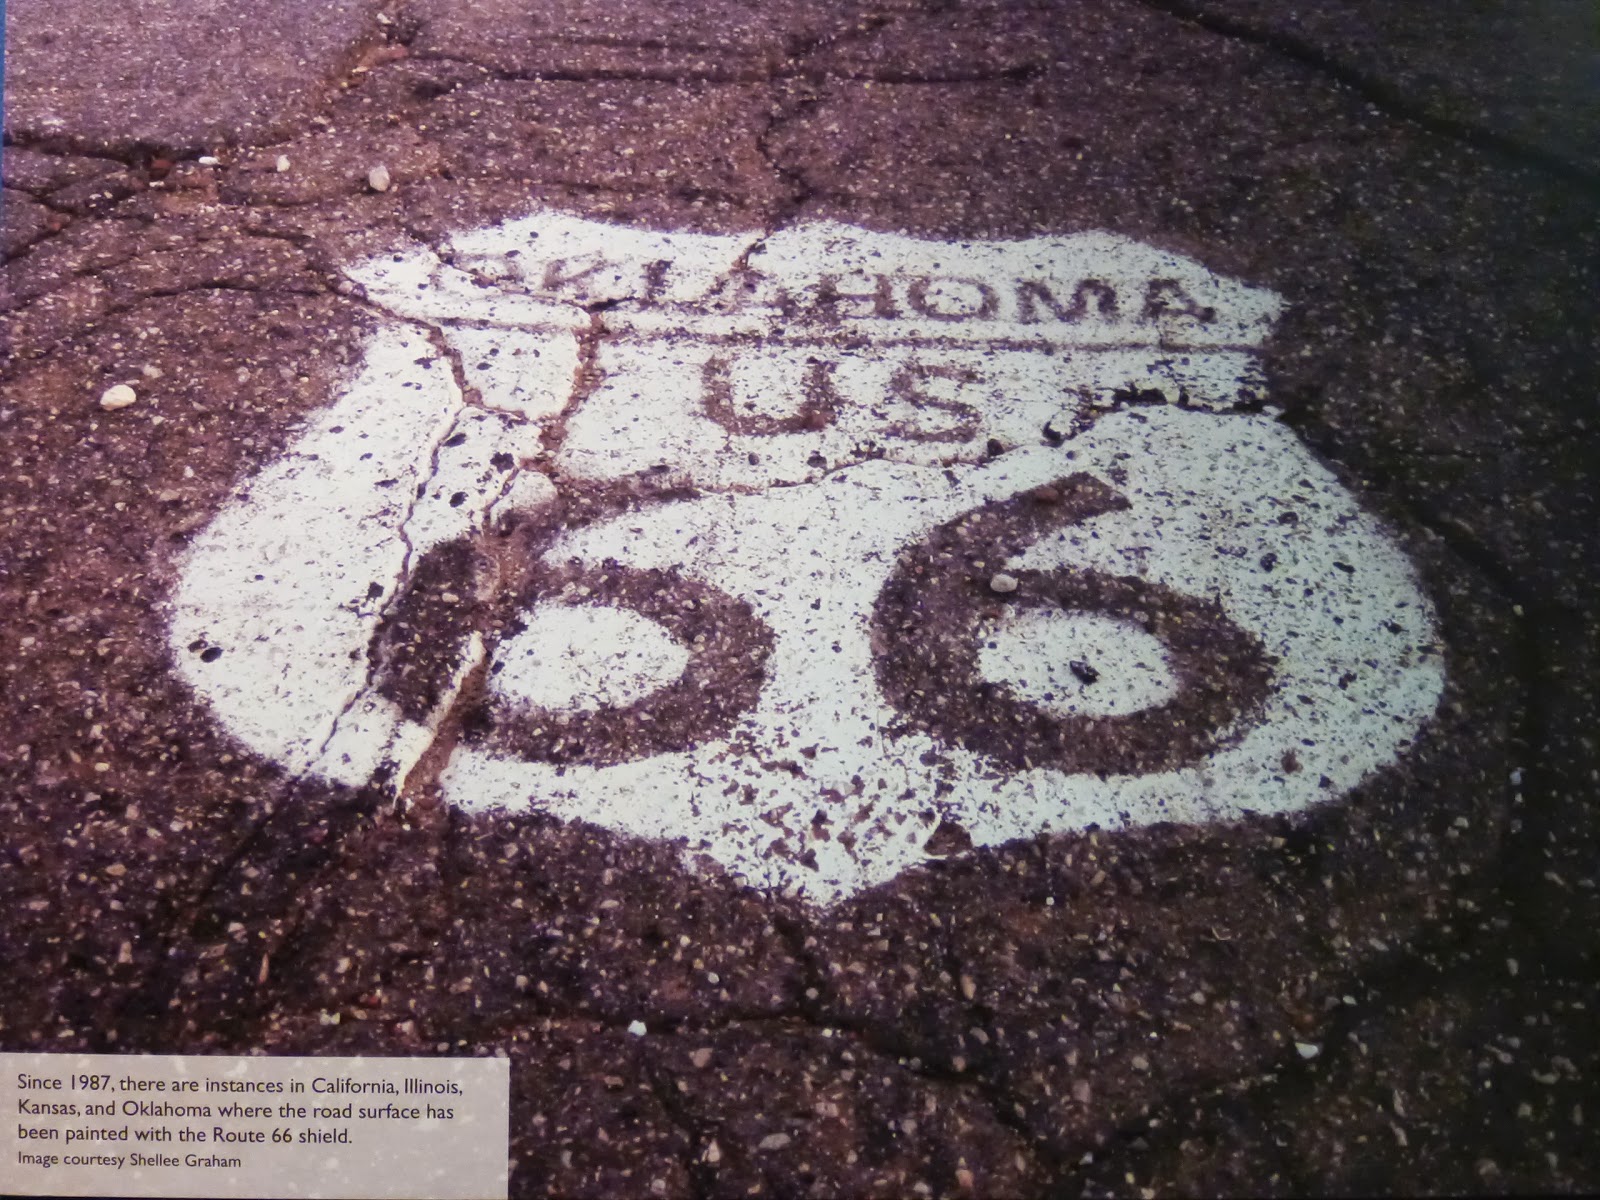 OKLAHOMA
US
66
Since 1987, there are instances in California, Illinois,
Kansas, and Oklahoma where the road surface has
been painted with the Route 66 shield.
Image courtesy Shellee Graham